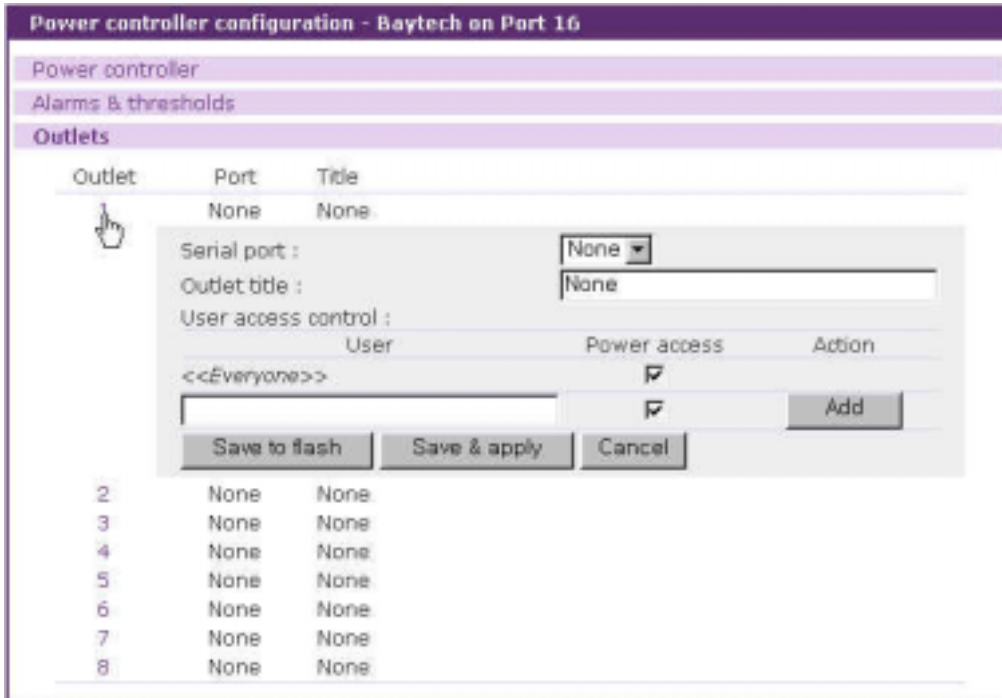 Power controller configuration - Baytech on Port 16
Power controller
Alarms & thresholds
Outlets
Outlet Port Title
1 None None
Serial port : None
Outlet title : None
User access control :
User Power access Action
<<Everyone>>
Add
Save to flash Save & apply Cancel
2 None None
3 None None
4 None None
5 None None
6 None None
7 None None
8 None None